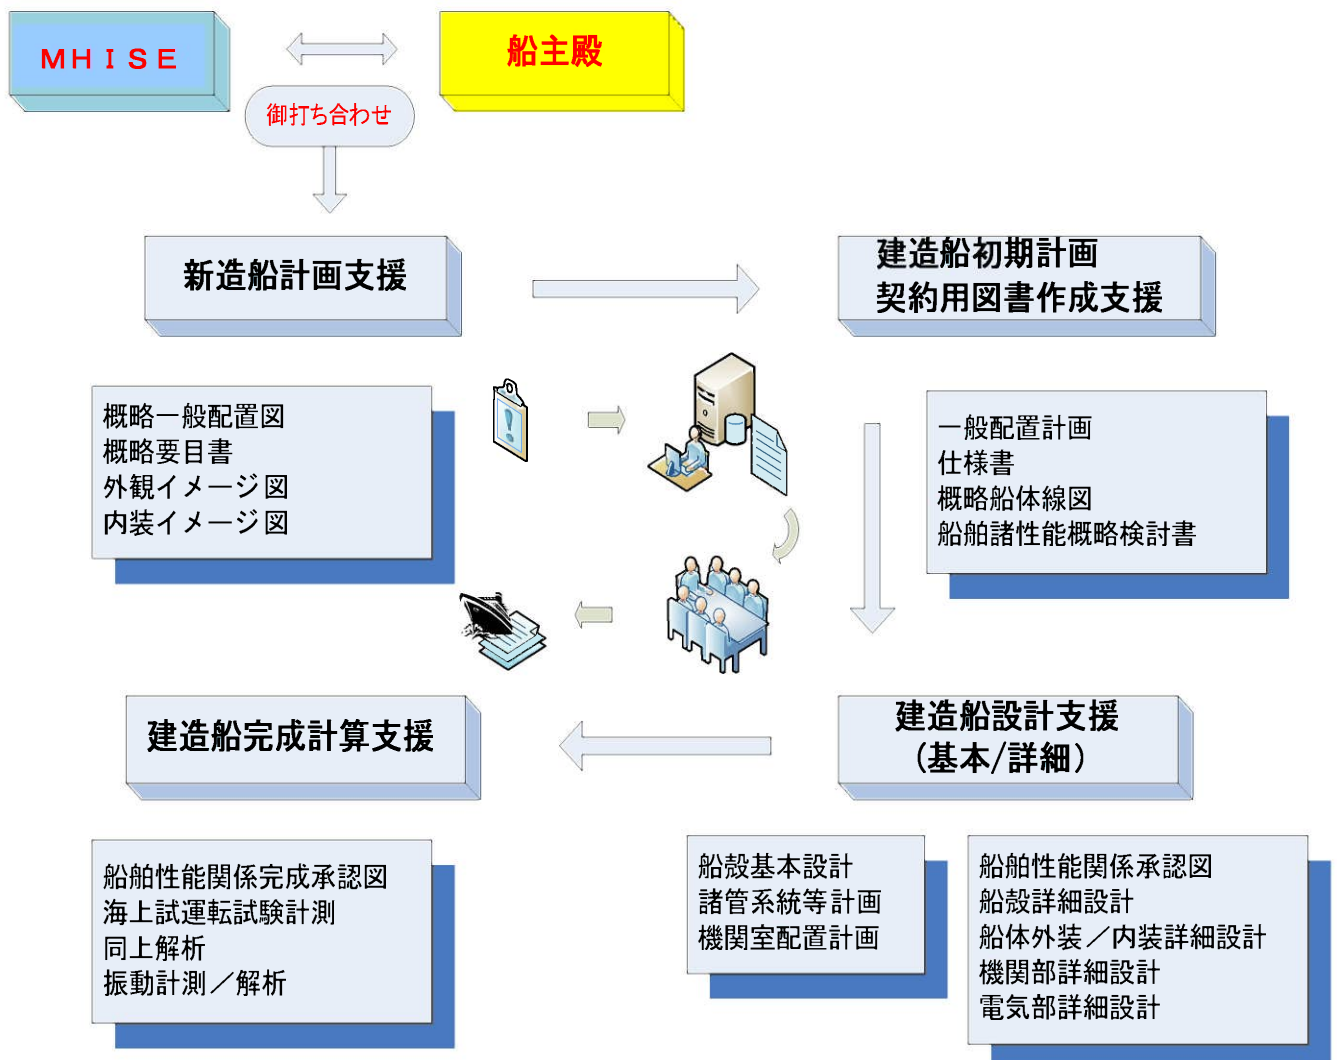 ＭＨＩＳＥ
船主殿
御打ち合わせ
新造船計画支援
建造船初期計画
契約用図書作成支援
概略一般配置図
概略要目書
外観イメージ図
内装イメージ図
一般配置計画
仕様書
概略船体線図
船舶諸性能概略検討書
建造船完成計算支援
建造船設計支援
（基本/詳細）
船舶性能関係完成承認図
海上試運転試験計測
同上解析
振動計測／解析
船殻基本設計
諸管系統等計画
機関室配置計画
船舶性能関係承認図
船殻詳細設計
船体外装／内装詳細設計
機関部詳細設計
電気部詳細設計